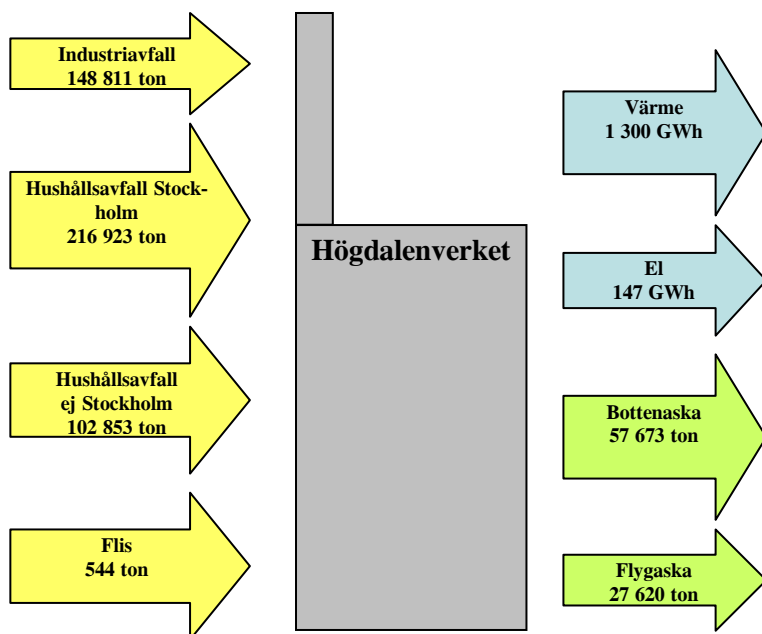 Industriavfall
148 811 ton
Hushållsavfall Stock-
holm
216 923 ton
Hushållsavfall
ej Stockholm
102 853 ton
Flis
544 ton
Högdalenverket
Värme
1 300 GWh
El
147 GWh
Bottenaska
57 673 ton
Flygaska
27 620 ton